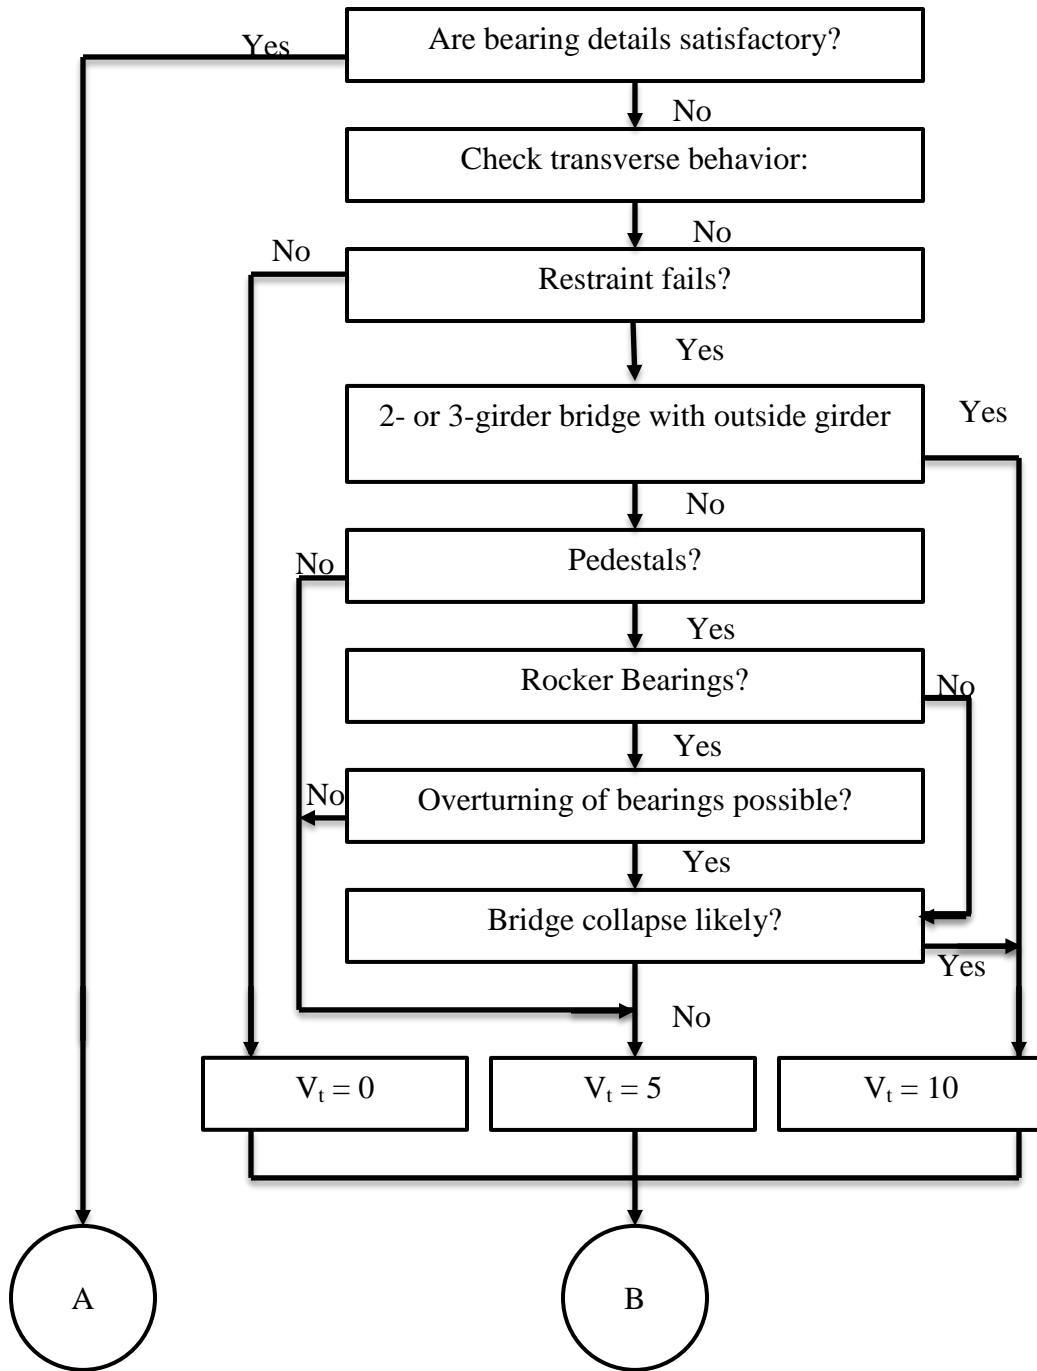 Are bearing details satisfactory?
Yes
No
Check transverse behavior:
No
No
Restraint fails?
Yes
2- or 3-girder bridge with outside girder
Yes
No
No
Pedestals?
Yes
Rocker Bearings?
No
Yes
No
Overturning of bearings possible?
Yes
Bridge collapse likely?
Yes
No
Vt = 0
Vt = 5
Vt = 10
A
B